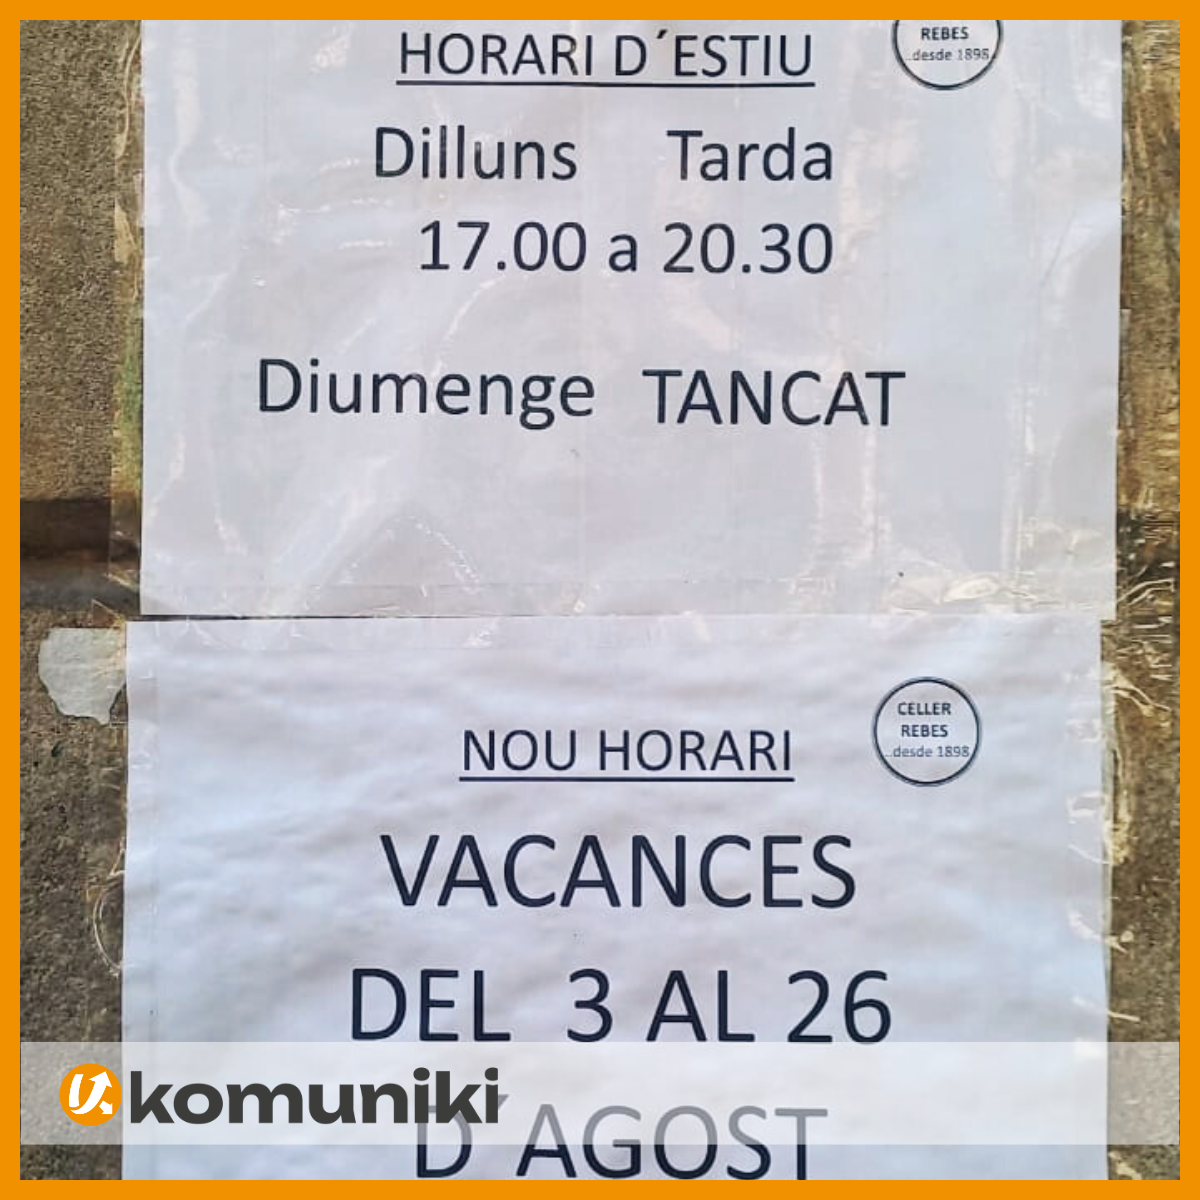 REBES
...desde 1898
HORARI D´ESTIU
Dilluns Tarda
17.00 a 20.30
Diumenge TANCAT
CELLER
REBES
...desde 1898
NOU HORARI
VACANCES
DEL 3 AL 26
D´AGOST
komuniki